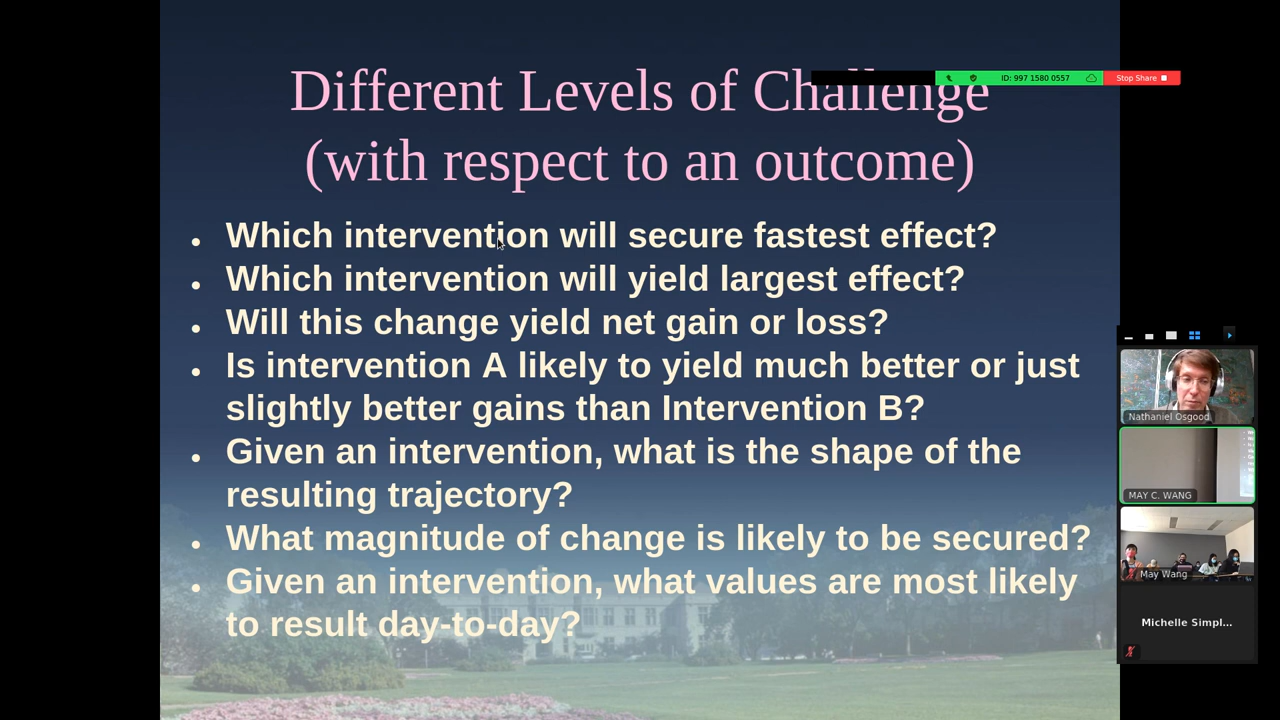 Different Levels of Challenge
ID: 997 1580 0557
Stop Share
(with respect to an outcome)
• Which intervention will secure fastest effect?
• Which intervention will yield largest effect?
• Will this change yield net gain or loss?
• Is intervention A likely to yield much better or just
slightly better gains than Intervention B?
• Given an intervention, what is the shape of the
resulting trajectory?
• What magnitude of change is likely to be secured?
• Given an intervention, what values are most likely
to result day-to-day?
Nathaniel Osgood
MAY C. WANG
May Wang
Michelle Simpl...